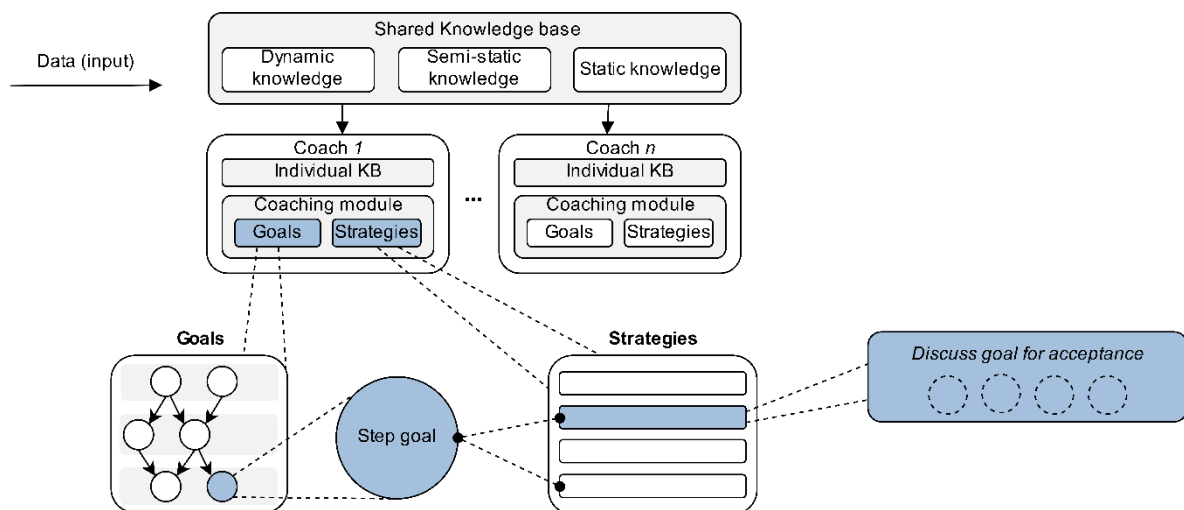 Shared Knowledge base
Data (input)
Dynamic
knowledge
Semi-static
knowledge
Static knowledge
Coach 1
Individual KB
Coaching module
Goals
Strategies
...
Coach n
Individual KB
Coaching module
Goals
Strategies
Goals
Strategies
Discuss goal for acceptance
Step goal